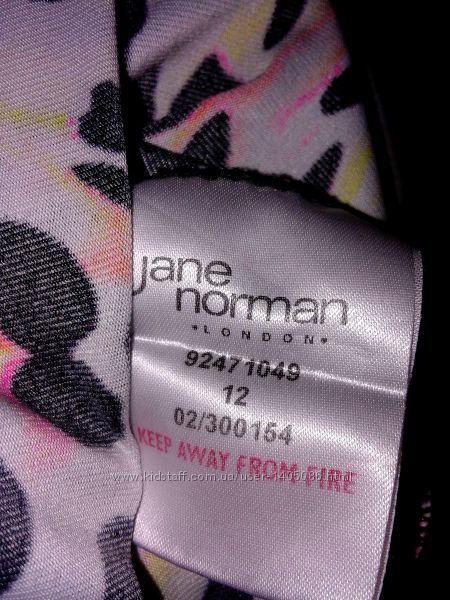 jane
norman
•LONDON•
92471049
12
02/300154
KEEP AWAY FROM FIRE